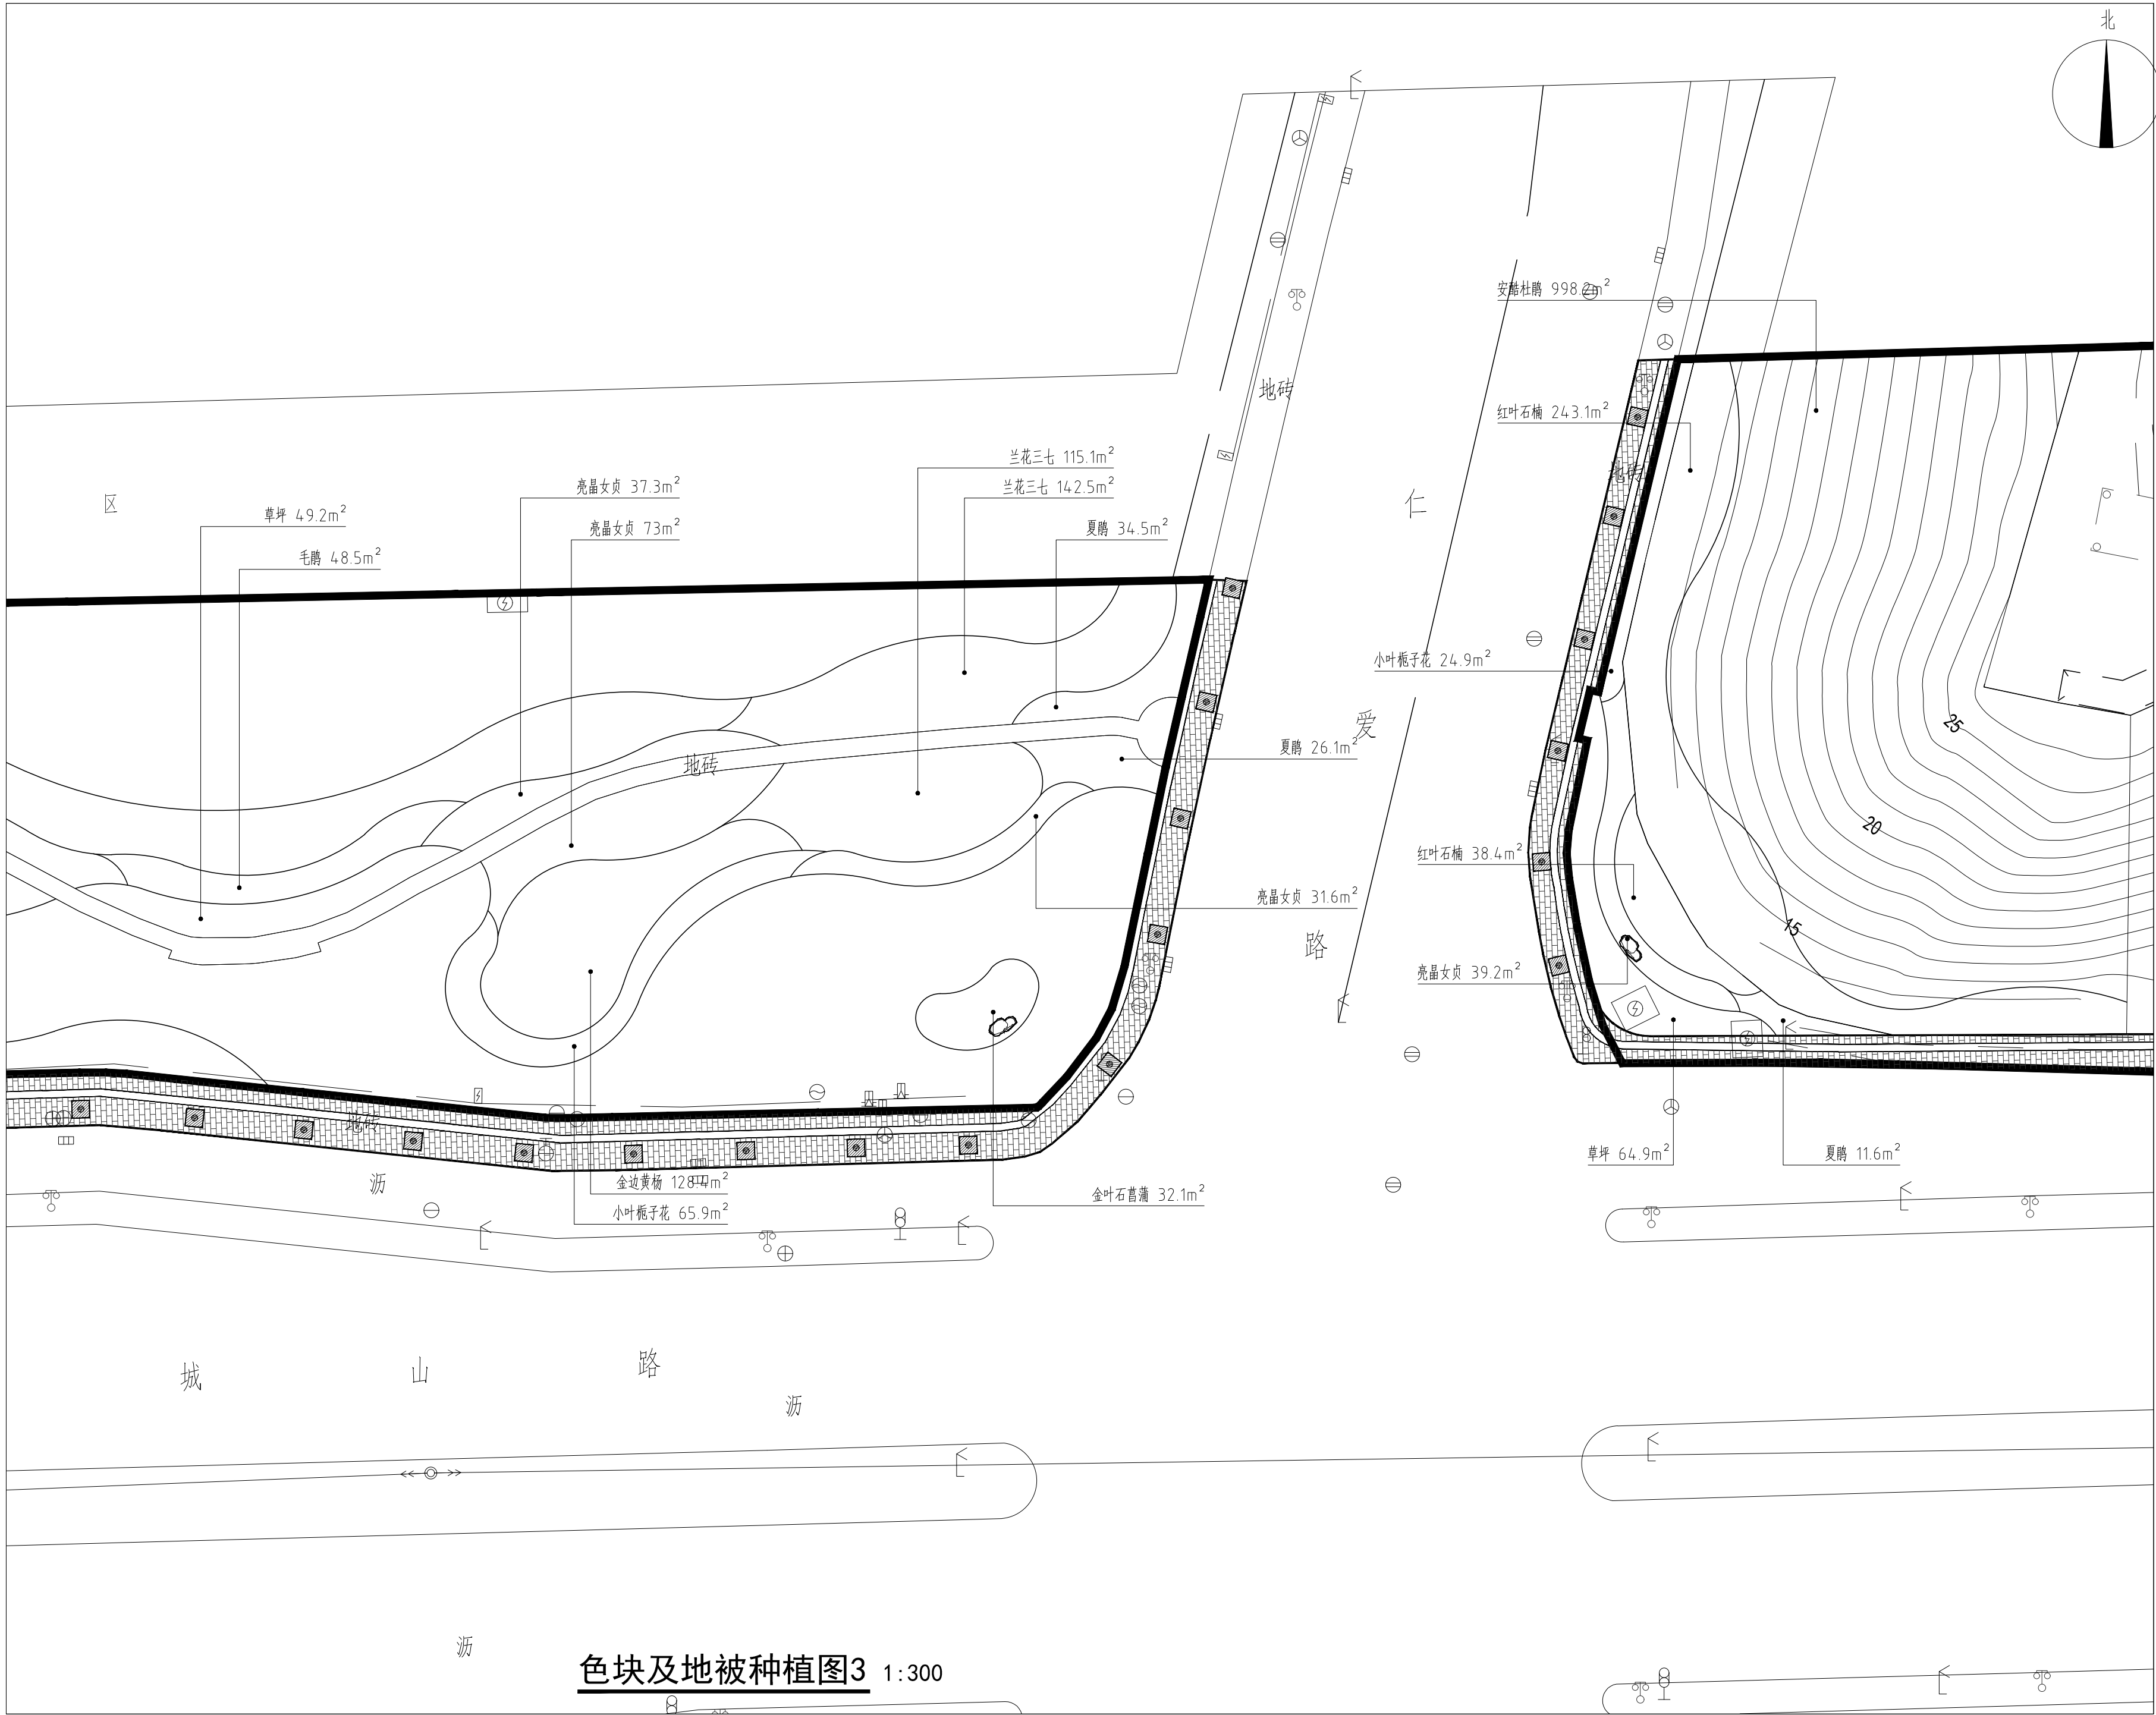 北
安酷杜鹃 998.2m²
地砖
红叶石楠 243.1m²
兰花三七 115.1m²
地砖
亮晶女贞 37.3m²
兰花三七 142.5m²
区
仁
草坪 49.2m²
亮晶女贞 73m²
夏鹃 34.5m²
毛鹃 48.5m²
小叶栀子花 24.9m²
爱
25
夏鹃 26.1m²
地砖
20
红叶石楠 38.4m²
亮晶女贞 31.6m²
15
路
亮晶女贞 39.2m²
地砖
草坪 64.9m²
夏鹃 11.6m²
沥
金边黄杨 128.4m²
金叶石菖蒲 32.1m²
小叶栀子花 65.9m²
城 山 路
沥
沥
色块及地被种植图3 1:300